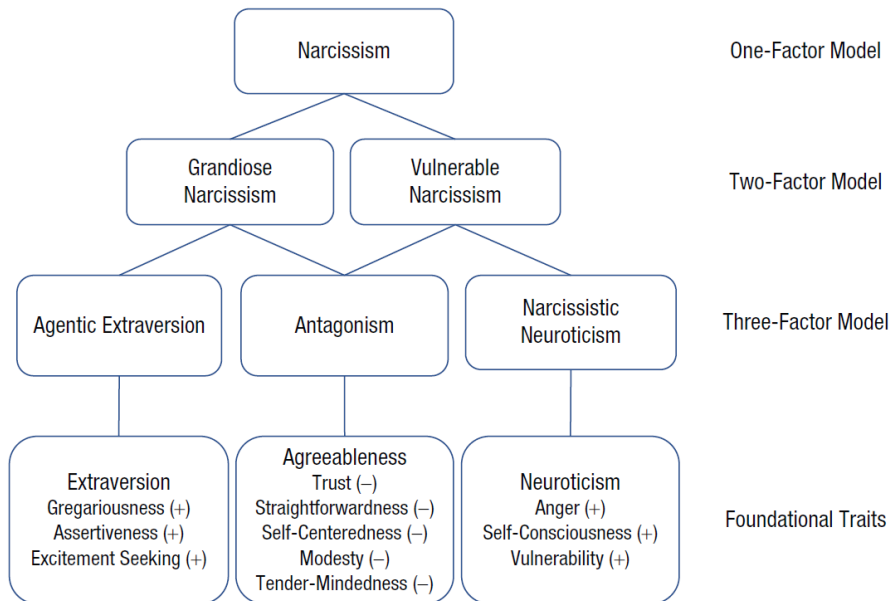 Narcissism
One-Factor Model
Grandiose
Narcissism
Vulnerable
Narcissism
Two-Factor Model
Agentic Extraversion
Antagonism
Narcissistic
Neuroticism
Three-Factor Model
Extraversion
Gregariousness (+)
Assertiveness (+)
Excitement Seeking (+)
Agreeableness
Trust (–)
Straightforwardness (–)
Self-Centeredness (–)
Modesty (–)
Tender-Mindedness (–)
Neuroticism
Anger (+)
Self-Consciousness (+)
Vulnerability (+)
Foundational Traits